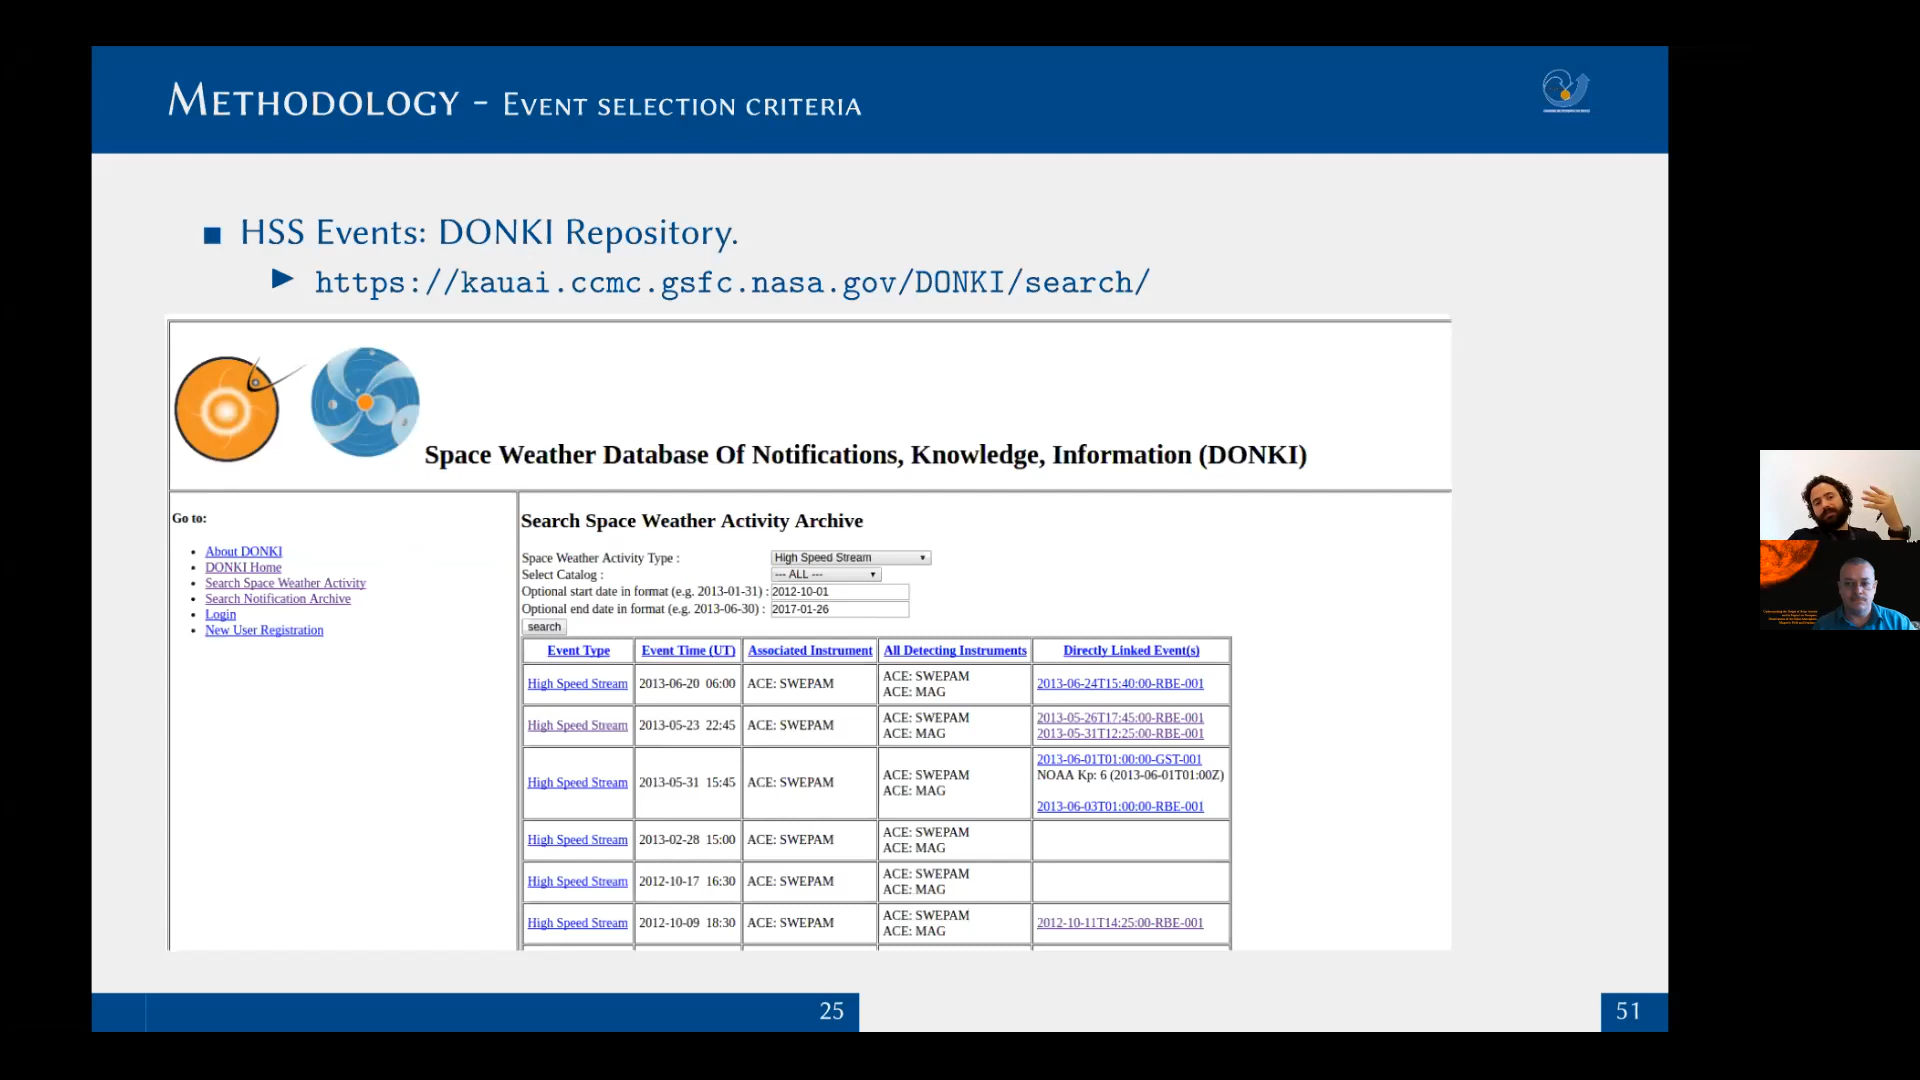 METHODOLOGY - EVENT SELECTION CRITERIA
HSS Events: DONKI Repository.
https://kauai.ccmc.gsfc.nasa.gov/DONKI/search/
Space Weather Database Of Notifications, Knowledge, Information (DONKI)
Go to:
About DONKI
DONKI Home
Search Space Weather Activity
Search Notification Archive
Login
New User Registration
Search Space Weather Activity Archive
Space Weather Activity Type : High Speed Stream
Select Catalog : --- ALL ---
Optional start date in format (e.g. 2013-01-31) : 2012-10-01
Optional end date in format (e.g. 2013-06-30) : 2017-01-26
search
Event Type Event Time (UT) Associated Instrument All Detecting Instruments Directly Linked Event(s)
High Speed Stream 2013-06-20 06:00 ACE: SWEPAM ACE: SWEPAM
ACE: MAG 2013-06-24T15:40:00-RBE-001
High Speed Stream 2013-05-23 22:45 ACE: SWEPAM ACE: SWEPAM
ACE: MAG 2013-05-26T17:45:00-RBE-001
2013-05-31T12:25:00-RBE-001
High Speed Stream 2013-05-31 15:45 ACE: SWEPAM ACE: SWEPAM
ACE: MAG 2013-06-01T01:00:00-GST-001
NOAA Kp: 6 (2013-06-01T01:00Z)
2013-06-03T01:00:00-RBE-001
High Speed Stream 2013-02-28 15:00 ACE: SWEPAM ACE: SWEPAM
ACE: MAG
High Speed Stream 2012-10-17 16:30 ACE: SWEPAM ACE: SWEPAM
ACE: MAG
High Speed Stream 2012-10-09 18:30 ACE: SWEPAM ACE: SWEPAM
ACE: MAG 2012-10-11T14:25:00-RBE-001
25
51